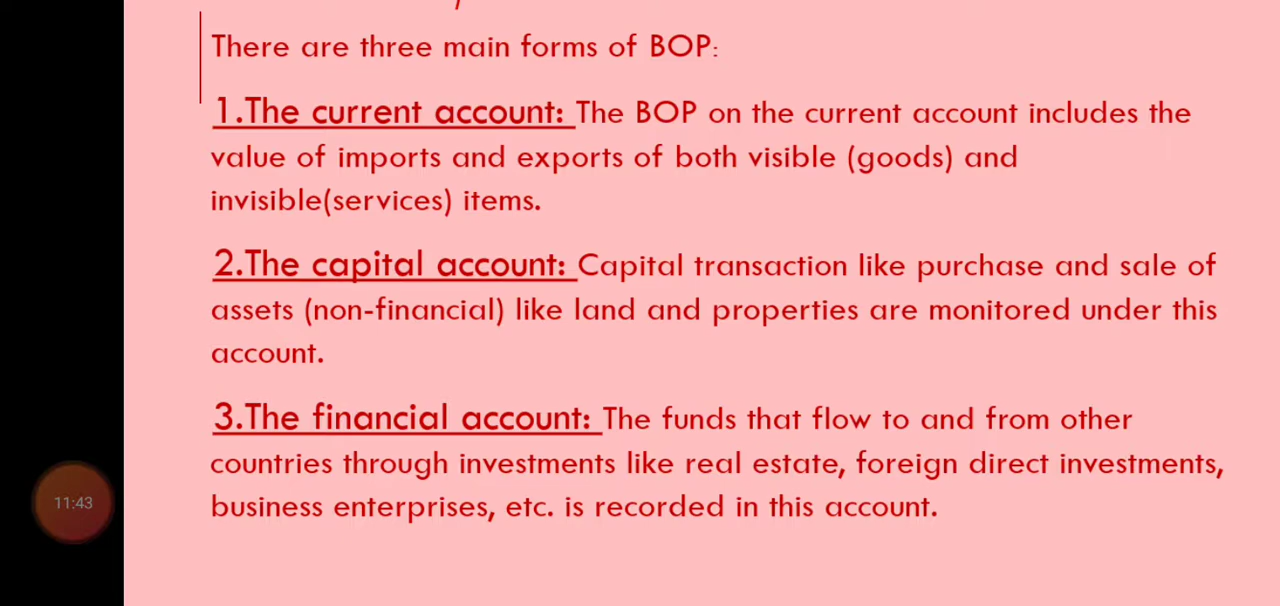 There are three main forms of BOP:
1.The current account: The BOP on the current account includes the
value of imports and exports of both visible (goods) and
invisible(services) items.
2.The capital account: Capital transaction like purchase and sale of
assets (non-financial) like land and properties are monitored under this
account.
3.The financial account: The funds that flow to and from other
countries through investments like real estate, foreign direct investments,
business enterprises, etc. is recorded in this account.
11:43